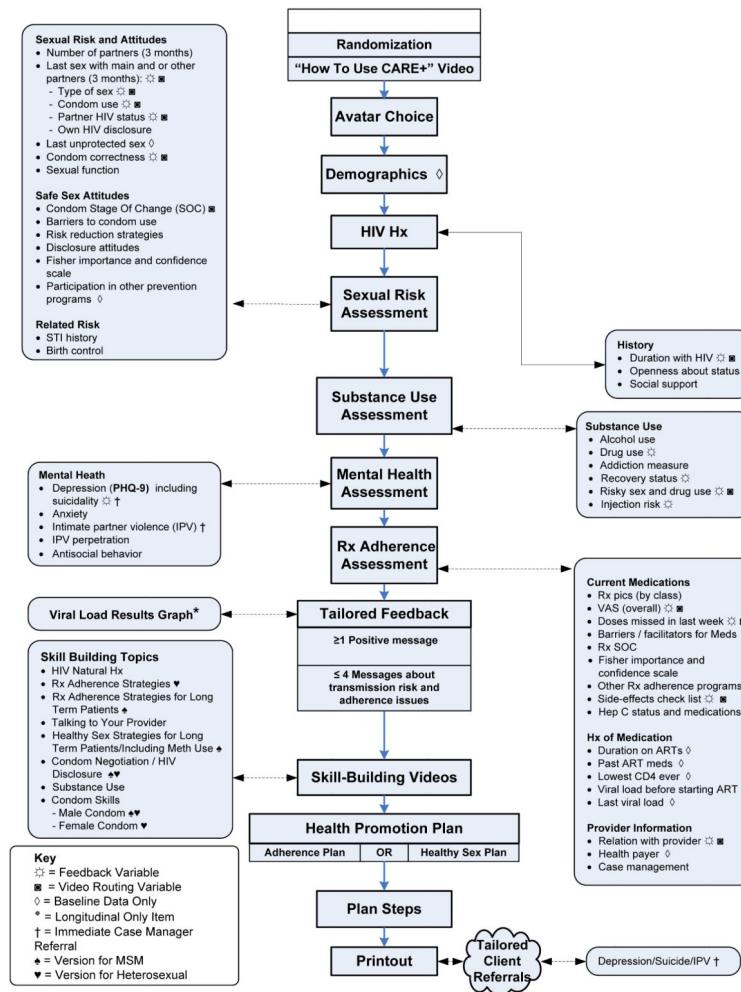 Sexual Risk and Attitudes
• Number of partners (3 months)
• Last sex with main and or other
partners (3 months): ☼ ◙
- Type of sex ☼ ◙
- Condom use ☼ ◙
- Partner HIV status ☼ ◙
- Own HIV disclosure
• Last unprotected sex ◊
• Condom correctness ☼ ◙
• Sexual function
Safe Sex Attitudes
• Condom Stage Of Change (SOC) ◙
• Barriers to condom use
• Risk reduction strategies
• Disclosure attitudes
• Fisher importance and confidence
scale
• Participation in other prevention
programs ◊
Related Risk
• STI history
• Birth control
Randomization
“How To Use CARE+” Video
Avatar Choice
Demographics ◊
HIV Hx
Sexual Risk
Assessment
History
• Duration with HIV ☼ ◙
• Openness about status
• Social support
Substance Use
Assessment
Substance Use
• Alcohol use
• Drug use ☼
• Addiction measure
• Recovery status ☼
• Risky sex and drug use ☼ ◙
• Injection risk ☼
Mental Heath
• Depression (PHQ-9) including
suicidality ☼ †
• Anxiety
• Intimate partner violence (IPV) †
• IPV perpetration
• Antisocial behavior
Mental Health
Assessment
Rx Adherence
Assessment
Current Medications
• Rx pics (by class)
• VAS (overall) ☼ ◙
• Doses missed in last week ☼ ◙
• Barriers / facilitators for Meds
• Rx SOC
• Fisher importance and
confidence scale
• Other Rx adherence programs
• Side-effects check list ☼ ◙
• Hep C status and medications
Hx of Medication
• Duration on ARTs ◊
• Past ART meds ◊
• Lowest CD4 ever ◊
• Viral load before starting ART
• Last viral load ◊
Provider Information
• Relation with provider ☼ ◙
• Health payer ◊
• Case management
Viral Load Results Graph*
Tailored Feedback
≥1 Positive message
≤ 4 Messages about
transmission risk and
adherence issues
Skill Building Topics
• HIV Natural Hx
• Rx Adherence Strategies ♥
• Rx Adherence Strategies for Long
Term Patients ♠
• Talking to Your Provider
• Healthy Sex Strategies for Long
Term Patients/Including Meth Use ♠
• Condom Negotiation / HIV
Disclosure ♠♥
• Substance Use
• Condom Skills
- Male Condom ♠♥
- Female Condom ♥
Skill-Building Videos
Health Promotion Plan
Adherence Plan OR Healthy Sex Plan
Plan Steps
Printout
Tailored
Client
Referrals
Depression/Suicide/IPV †
Key
☼ = Feedback Variable
◙ = Video Routing Variable
◊ = Baseline Data Only
* = Longitudinal Only Item
† = Immediate Case Manager
Referral
♠ = Version for MSM
♥ = Version for Heterosexual